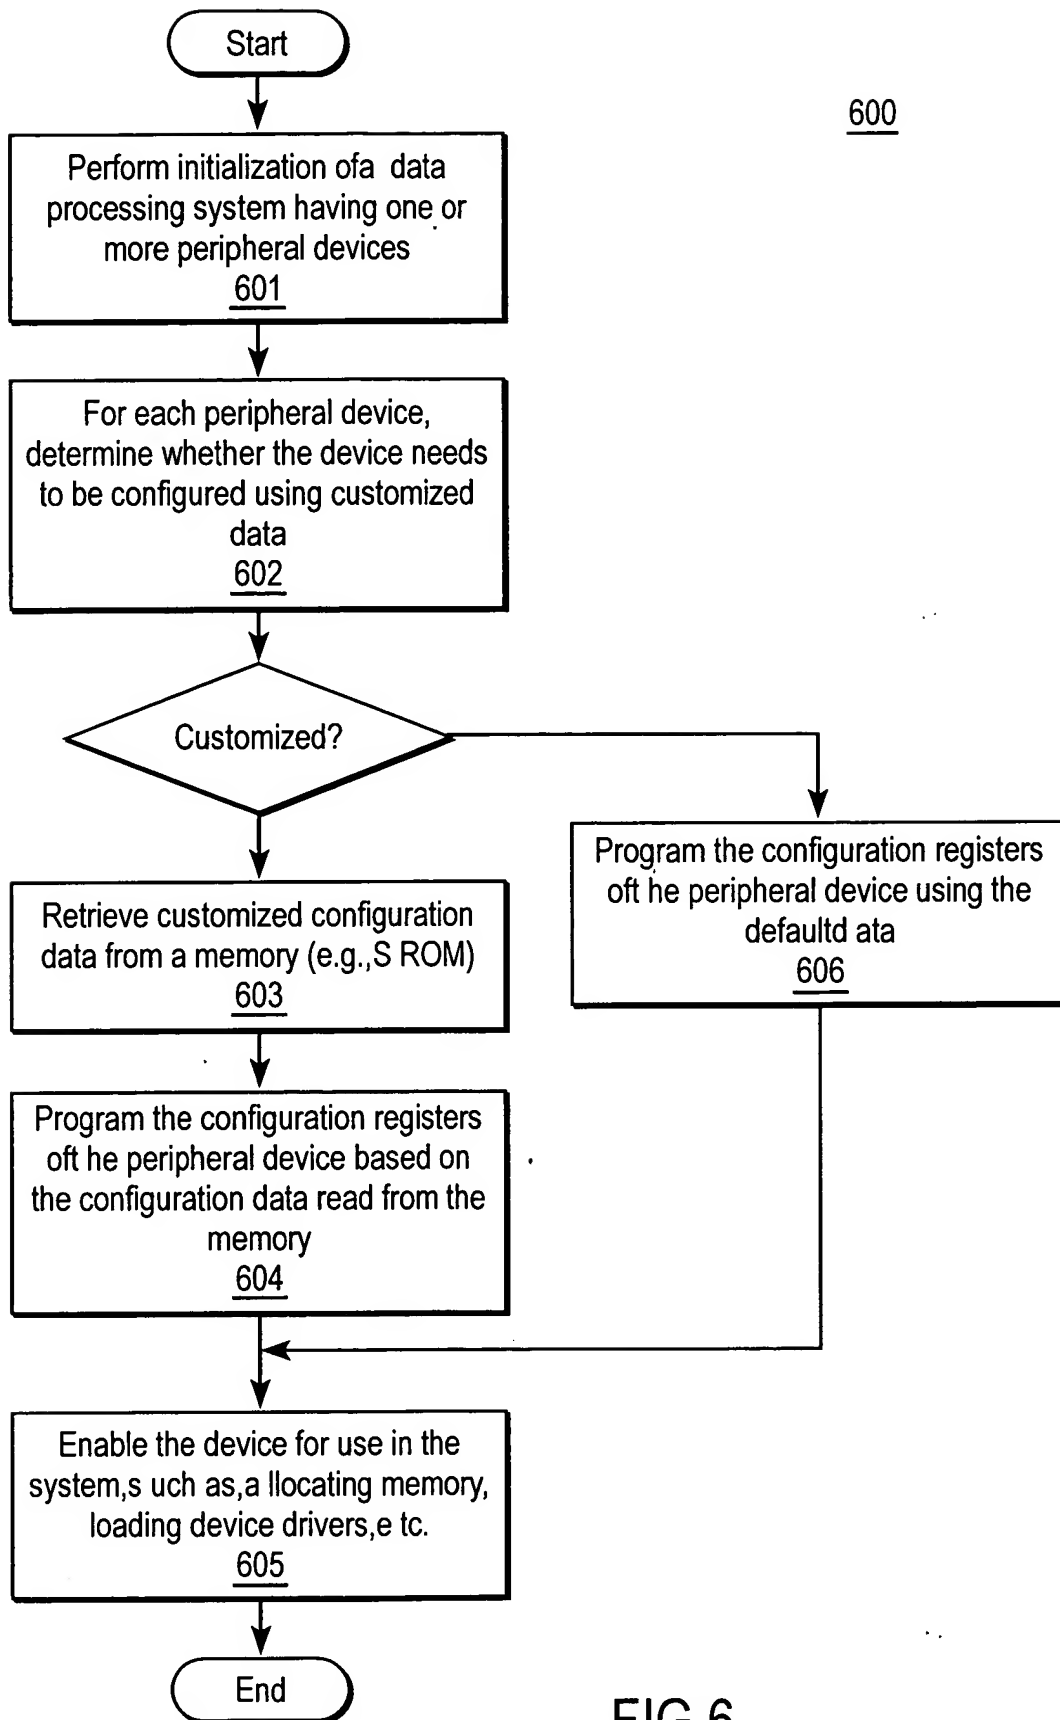 Start
600
Perform initialization ofa data
processing system having one or
more peripheral devices
601
For each peripheral device,
determine whether the device needs
to be configured using customized
data
602
Customized?
Program the configuration registers
oft he peripheral device using the
defaultd ata
606
Retrieve customized configuration
data from a memory (e.g.,S ROM)
603
Program the configuration registers
oft he peripheral device based on
the configuration data read from the
memory
604
Enable the device for use in the
system,s uch as,a llocating memory,
loading device drivers,e tc.
605
End
FIG.6